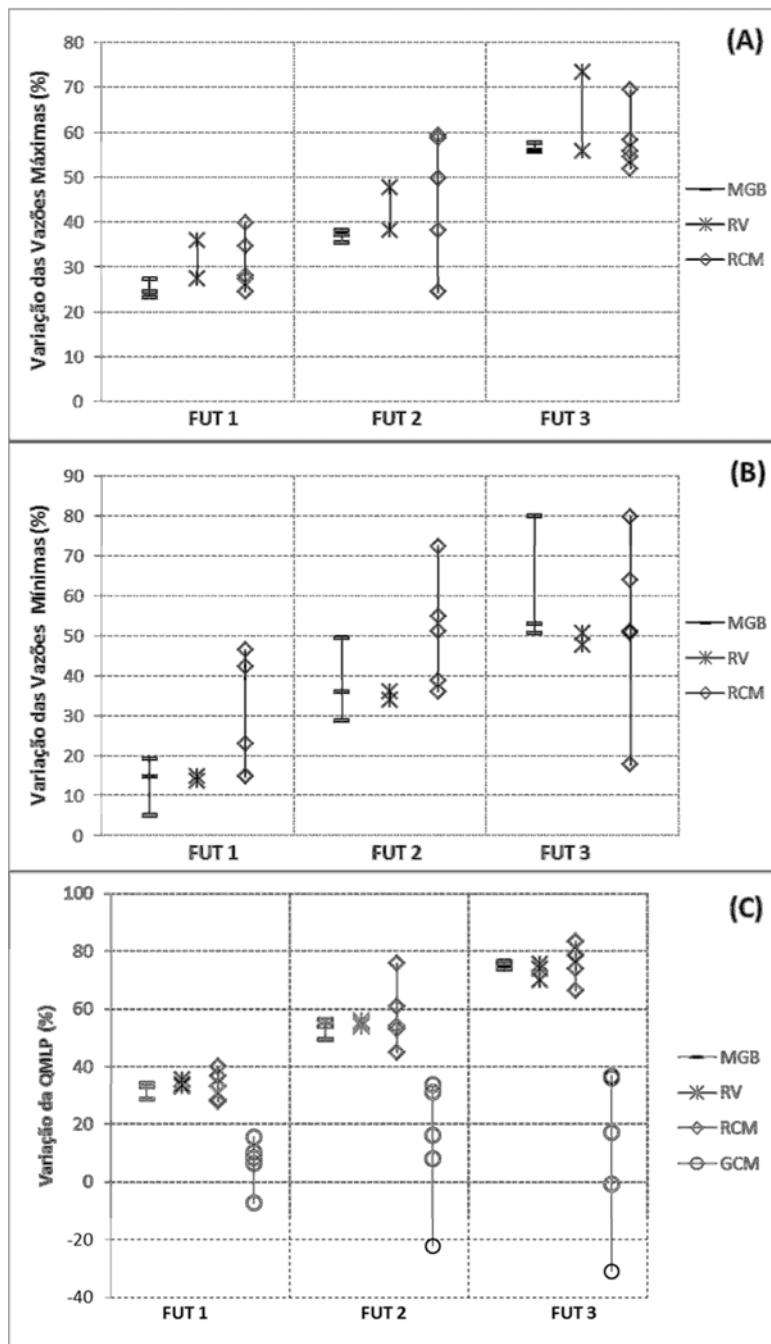 (A)
Variação das Vazões Máximas (%)
80
70
60
50
40
30
20
10
0
FUT 1
FUT 2
FUT 3
MGB
RV
RCM
(B)
Variação das Vazões Mínimas (%)
90
80
70
60
50
40
30
20
10
0
FUT 1
FUT 2
FUT 3
MGB
RV
RCM
(C)
Variação da QMLP (%)
100
80
60
40
20
0
-20
-40
FUT 1
FUT 2
FUT 3
MGB
RV
RCM
GCM